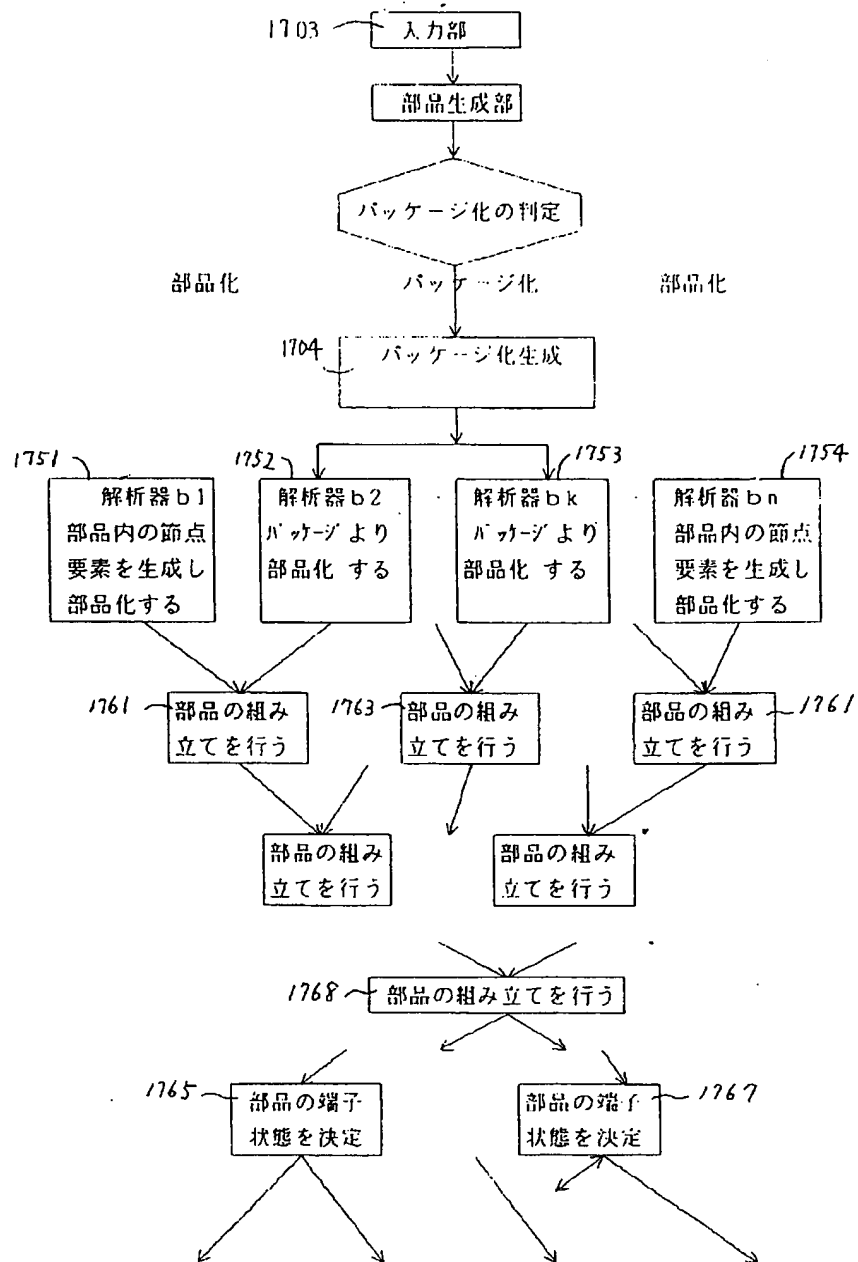 1703
入力部
部品生成部
パッケージ化の判定
部品化
パッケージ化
部品化
1704
パッケージ化生成
1751
解析器b1
部品内の節点
要素を生成し
部品化する
1752
解析器b2
パッケージより
部品化 する
1753
解析器bk
パッケージより
部品化 する
1754
解析器bn
部品内の節点
要素を生成し
部品化する
1761
部品の組み
立てを行う
1763
部品の組み
立てを行う
1761
部品の組み
立てを行う
部品の組み
立てを行う
部品の組み
立てを行う
1768
部品の組み立てを行う
1765
部品の端子
状態を決定
1767
部品の端子
状態を決定